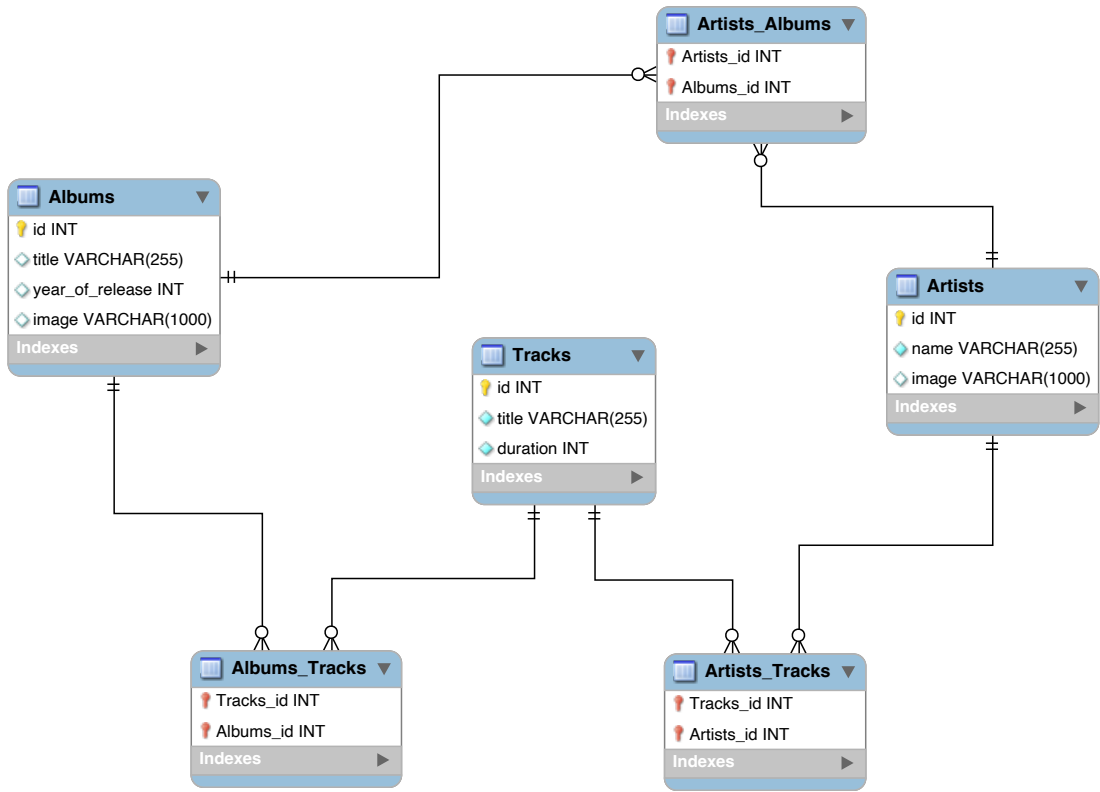 Artists_Albums
Artists_id INT
Albums_id INT
Indexes
Albums
id INT
title VARCHAR(255)
year_of_release INT
image VARCHAR(1000)
Indexes
Artists
id INT
name VARCHAR(255)
image VARCHAR(1000)
Indexes
Tracks
id INT
title VARCHAR(255)
duration INT
Indexes
Albums_Tracks
Tracks_id INT
Albums_id INT
Indexes
Artists_Tracks
Tracks_id INT
Artists_id INT
Indexes